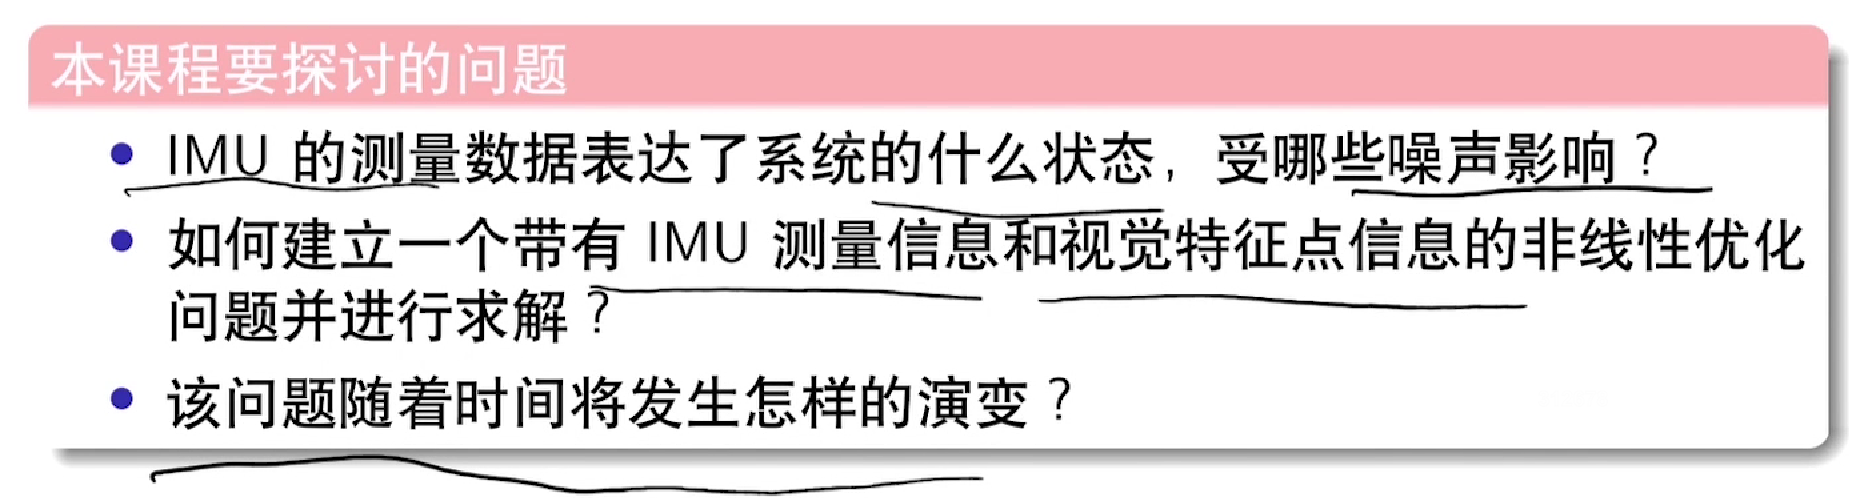 本课程要探讨的问题
• IMU 的测量数据表达了系统的什么状态，受哪些噪声影响？
• 如何建立一个带有 IMU 测量信息和视觉特征点信息的非线性优化
问题并进行求解？
• 该问题随着时间将发生怎样的演变？